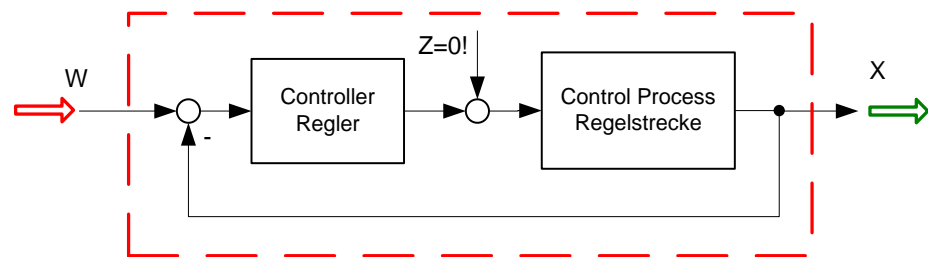 Z=0!
W
X
Controller
Regler
Control Process
Regelstrecke
-